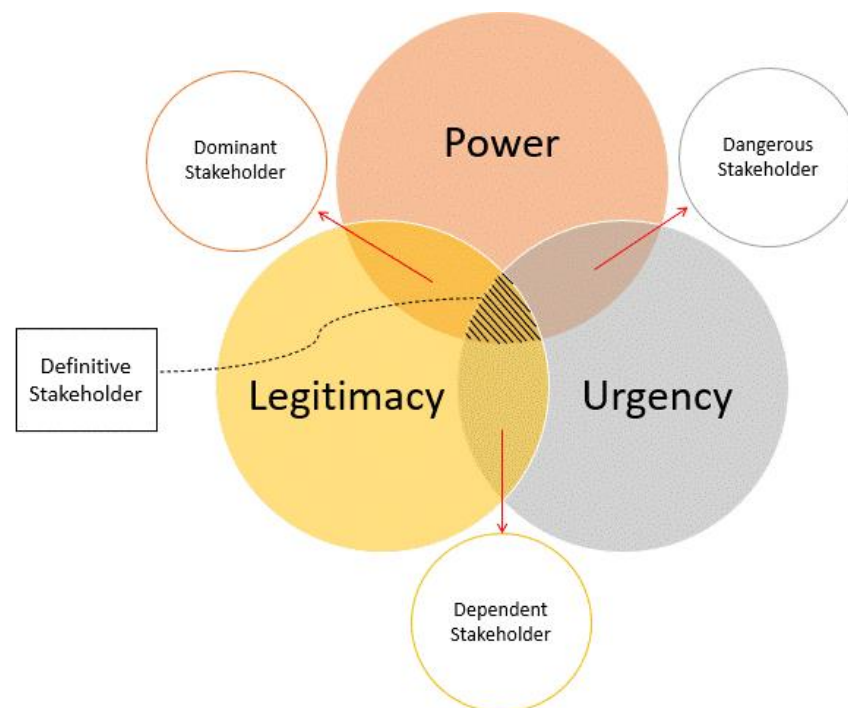 Power
Dominant
Stakeholder
Dangerous
Stakeholder
Definitive
Stakeholder
Legitimacy
Urgency
Dependent
Stakeholder